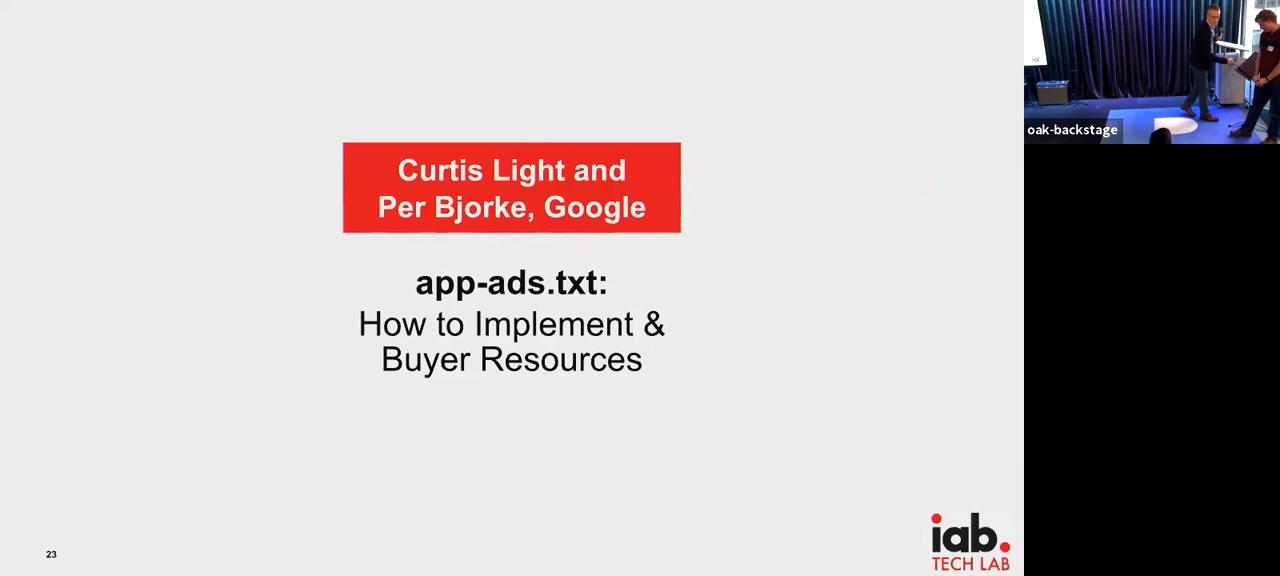 Curtis Light and
Per Bjorke, Google
app-ads.txt:
How to Implement &
Buyer Resources
23
iab.
TECH LAB
oak-backstage